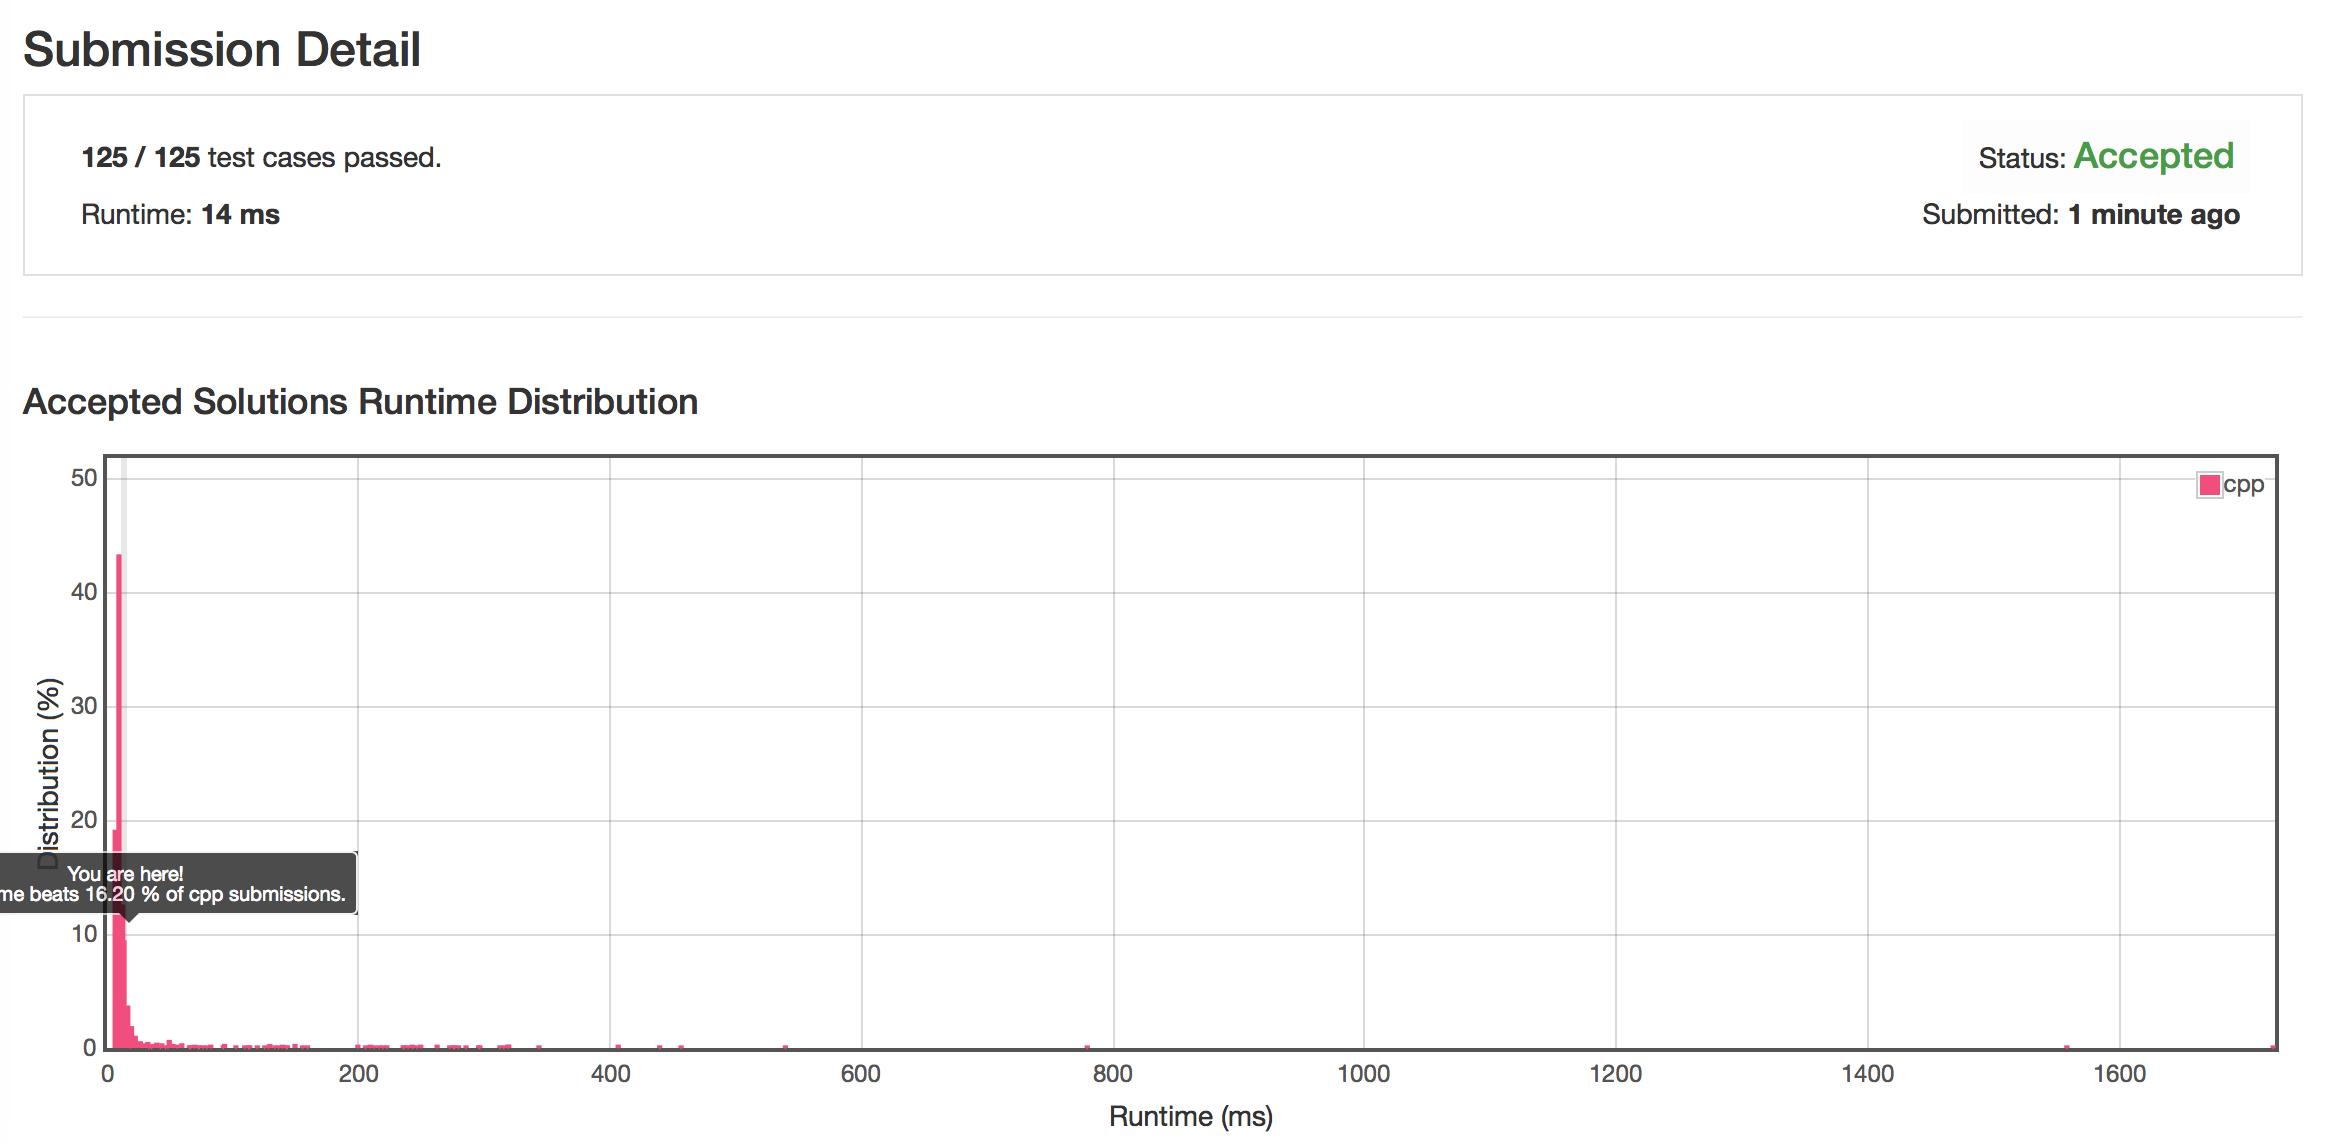 Submission Detail
125 / 125 test cases passed.
Status: Accepted
Runtime: 14 ms
Submitted: 1 minute ago
Accepted Solutions Runtime Distribution
50
40
30
20
10
0
Distribution (%)
cpp
You are here!
me beats 16.20 % of cpp submissions.
0 200 400 600 800 1000 1200 1400 1600
Runtime (ms)